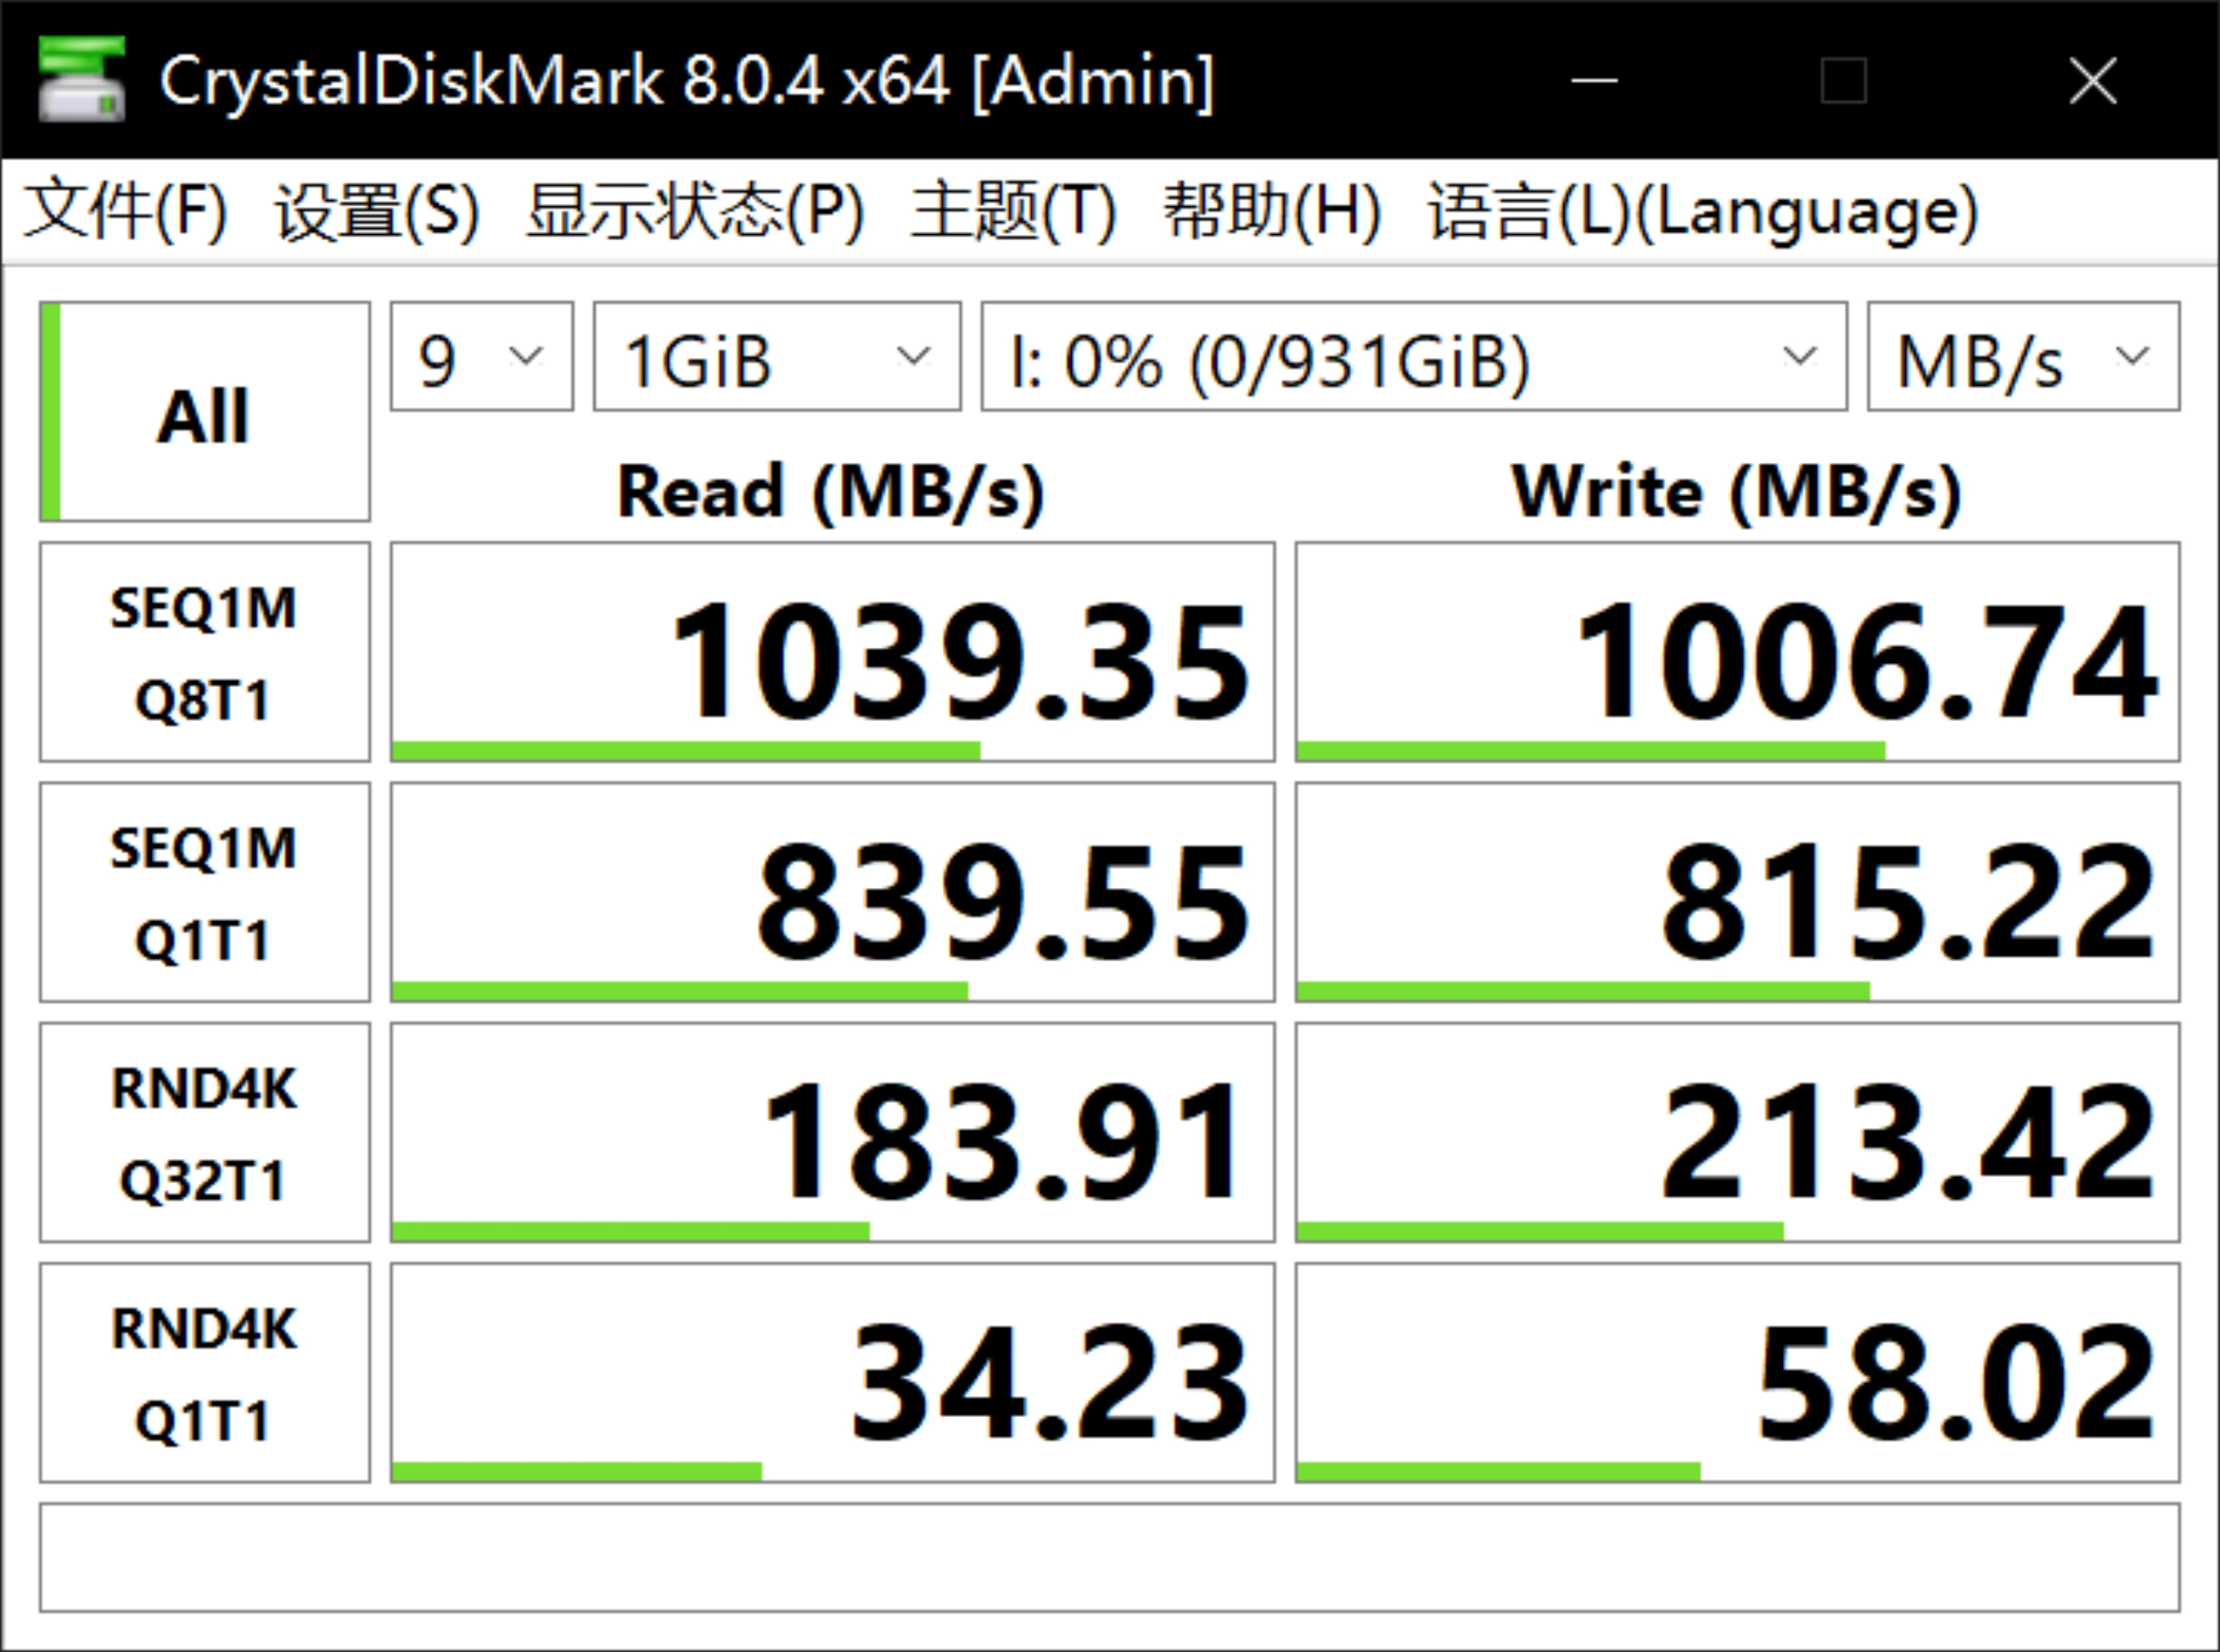 CrystalDiskMark 8.0.4 x64 [Admin]
文件(F) 设置(S) 显示状态(P) 主题(T) 帮助(H) 语言(L)(Language)
All
9 1GiB I: 0% (0/931GiB) MB/s
Read (MB/s) Write (MB/s)
SEQ1M
Q8T1
1039.35 1006.74
SEQ1M
Q1T1
839.55 815.22
RND4K
Q32T1
183.91 213.42
RND4K
Q1T1
34.23 58.02